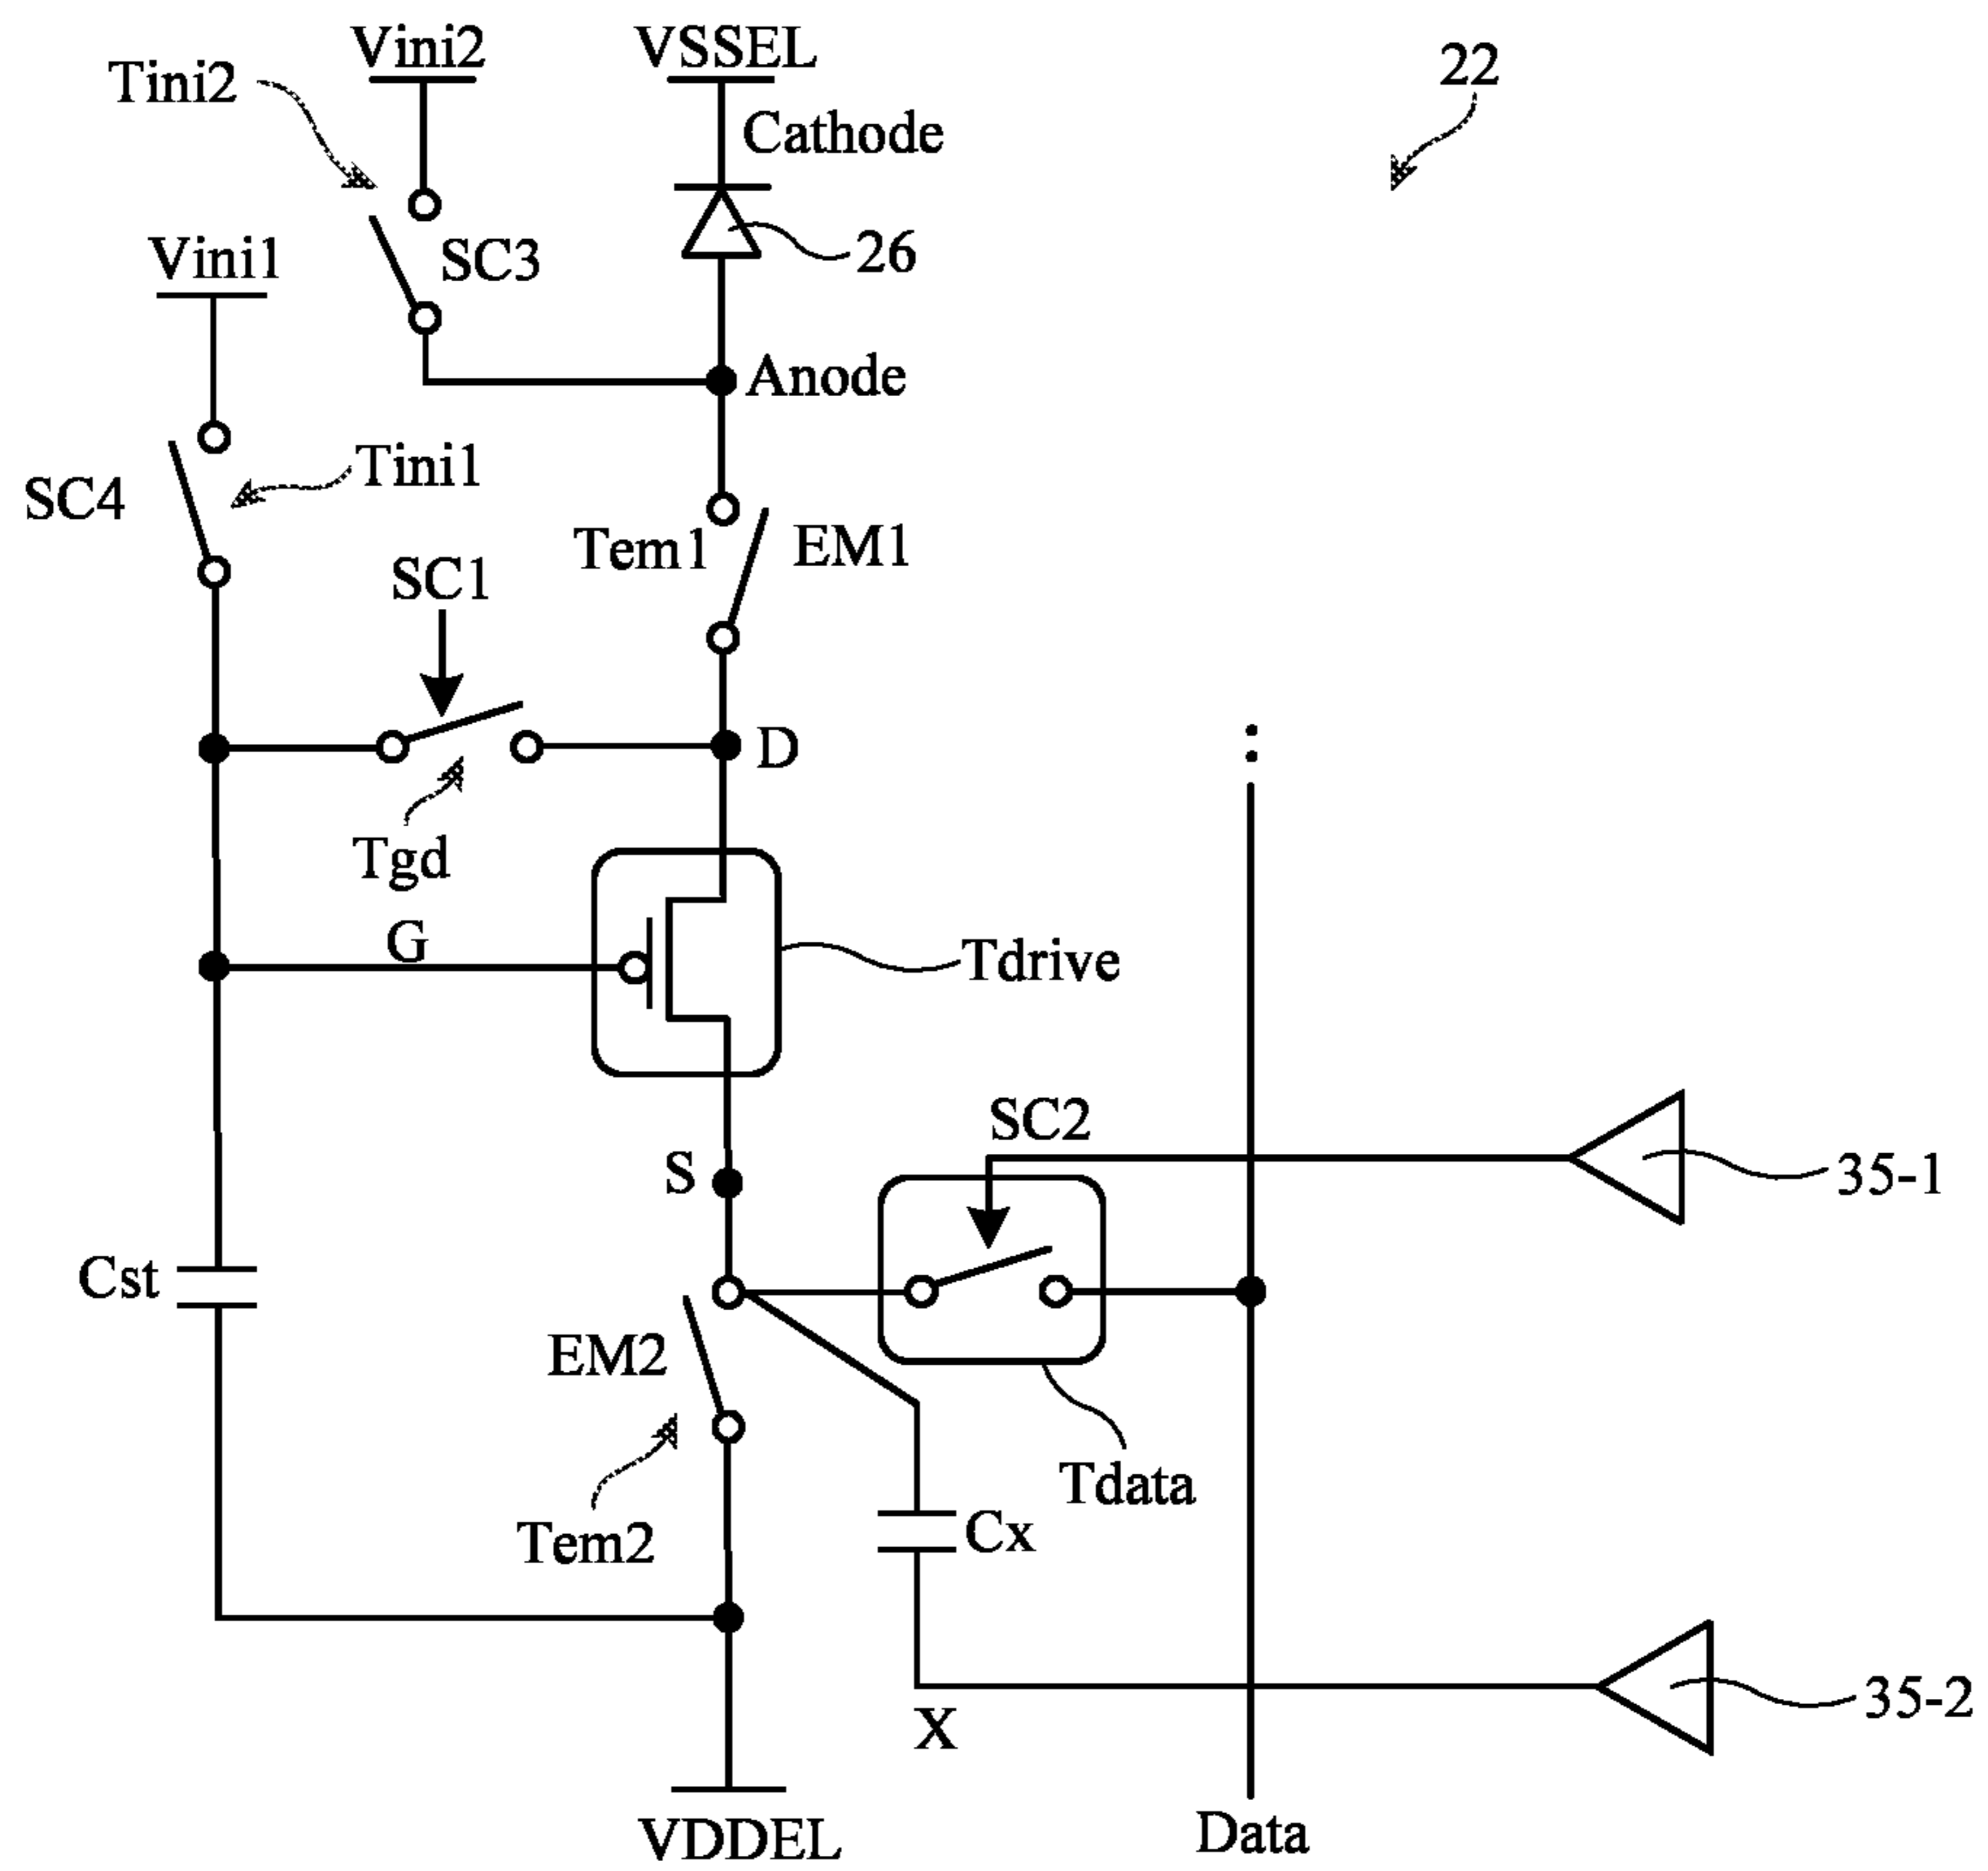 Vini2
VSSEL
22
Tini2
Cathode
Vini1
SC3
26
Anode
SC4
Tini1
Tem1
EM1
SC1
D
Tgd
G
Tdrive
SC2
S
35-1
Cst
EM2
Tdata
Cx
Tem2
35-2
X
VDDEL
Data